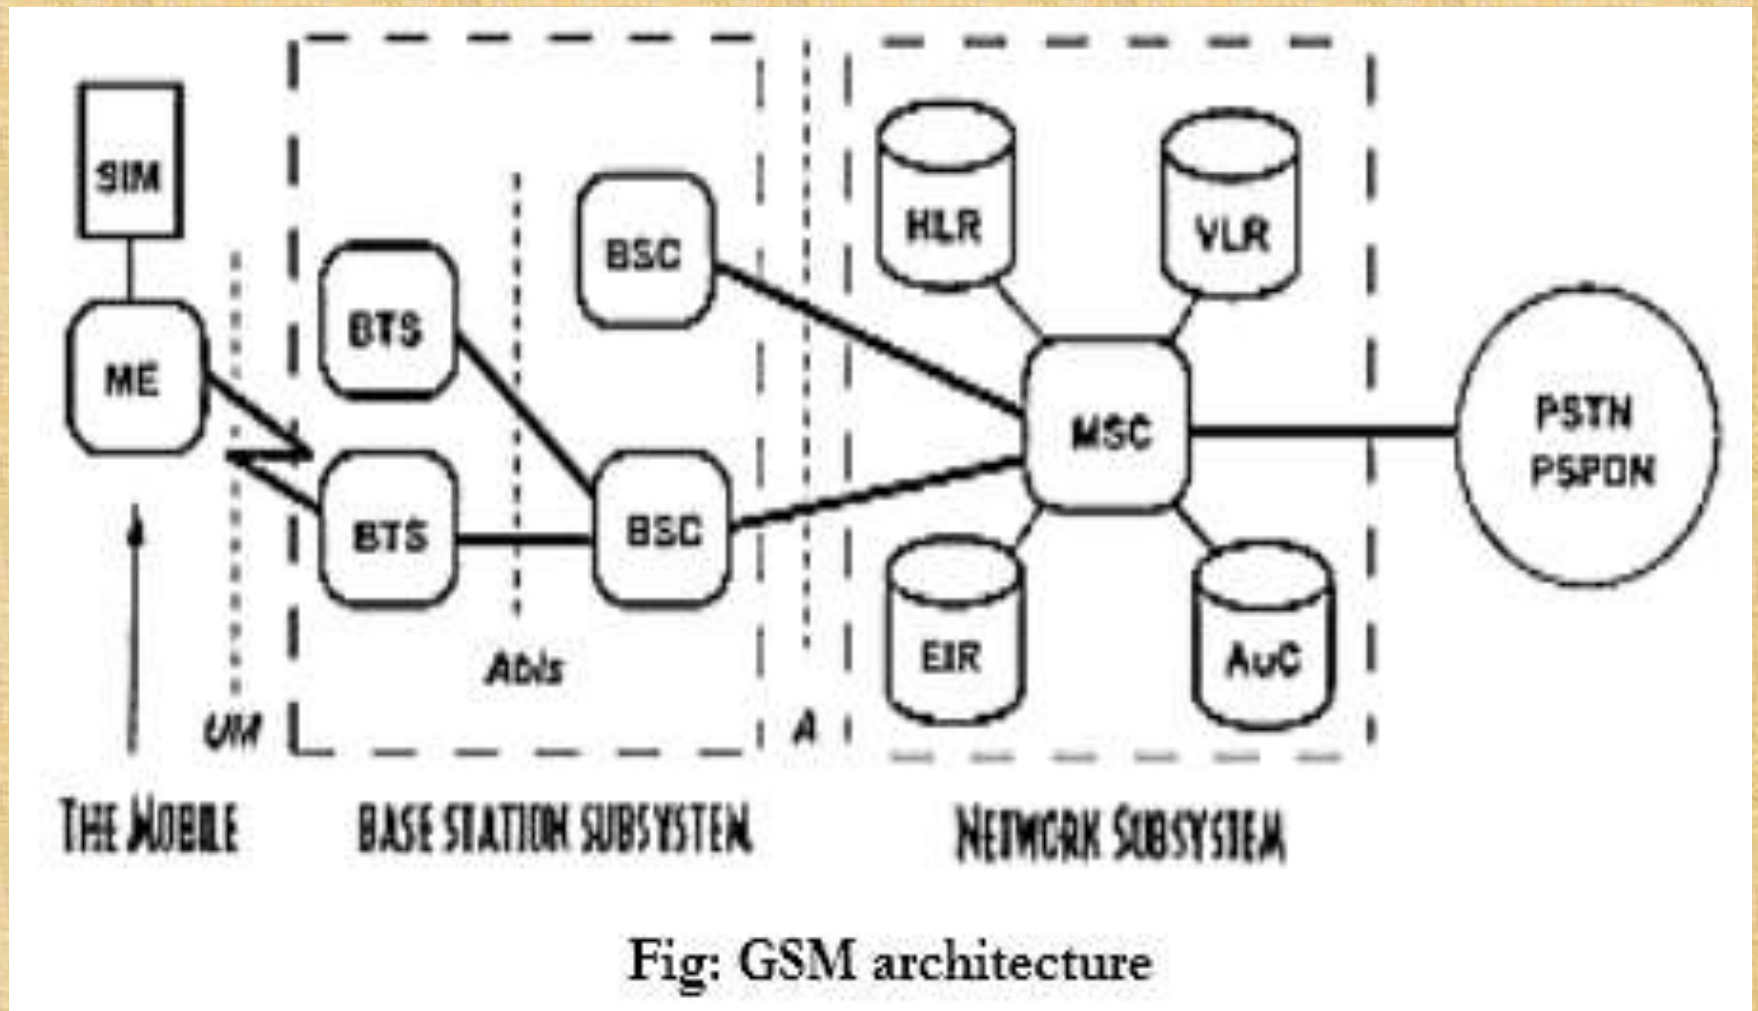 SIM
ME
BTS
BTS
BSC
BSC
HLR
VLR
MSC
EIR
AuC
PSTN
PSPDN
UM
Abis
A
THE MOBILE
BASE STATION SUBSYSTEM
NETWORK SUBSYSTEM
Fig: GSM architecture